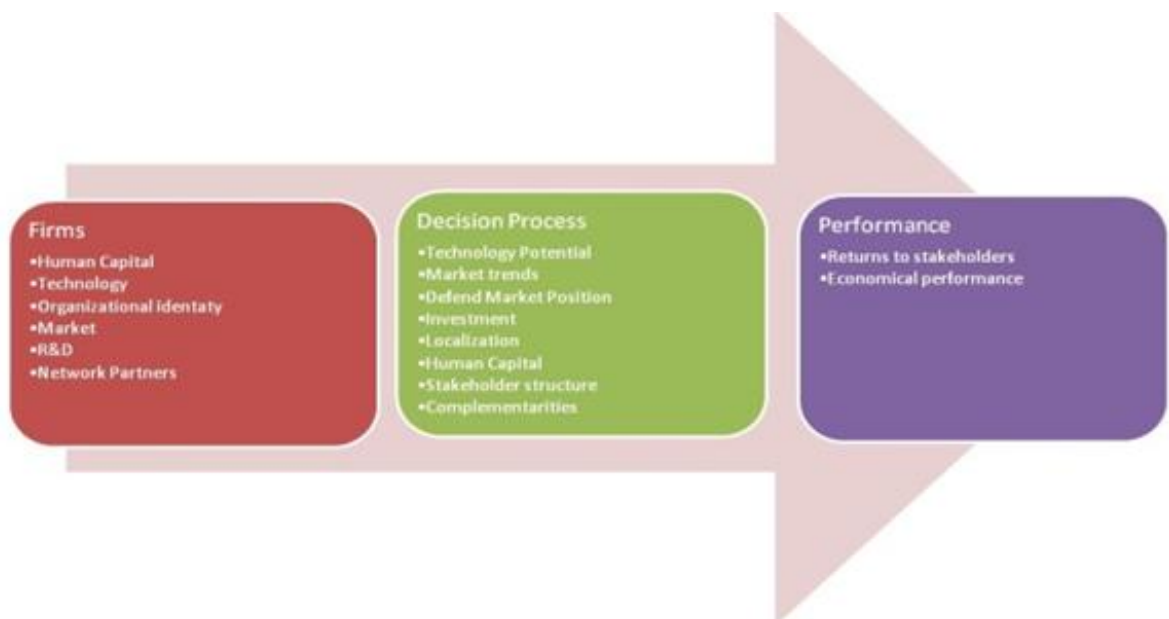 Firms
•Human Capital
•Technology
•Organizational identaty
•Market
•R&D
•Network Partners
Decision Process
•Technology Potential
•Market trends
•Defend Market Position
•Investment
•Localization
•Human Capital
•Stakeholder structure
•Complementarities
Performance
•Returns to stakeholders
•Economical performance